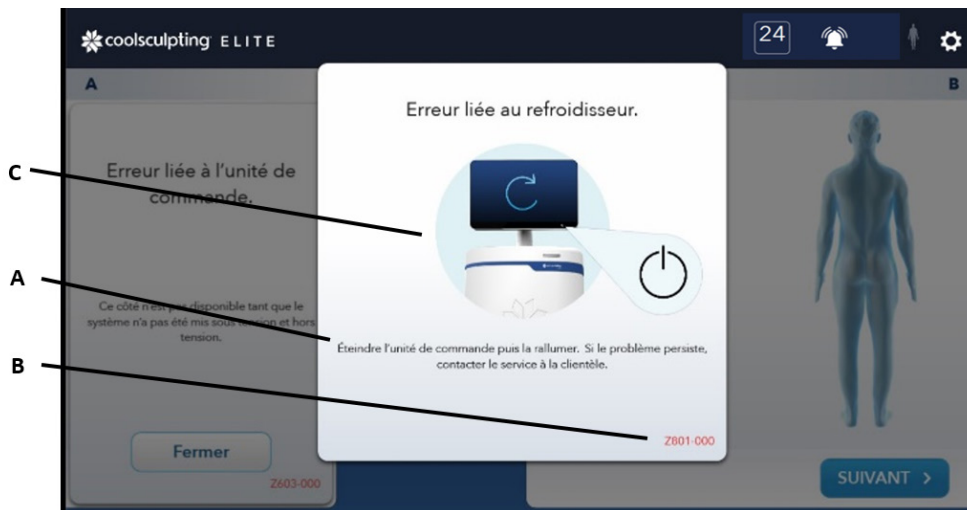 coolsculpting ELITE
24
A
B
Erreur liée au refroidisseur.
Erreur liée à l'unité de
commande.
C
A
Ce côté n'est pas disponible tant que le
système n'a pas été mis sous tension et hors
tension.
Éteindre l'unité de commande puis la rallumer. Si le problème persiste,
contacter le service à la clientèle.
B
Z801-000
Fermer
Z603-000
SUIVANT >